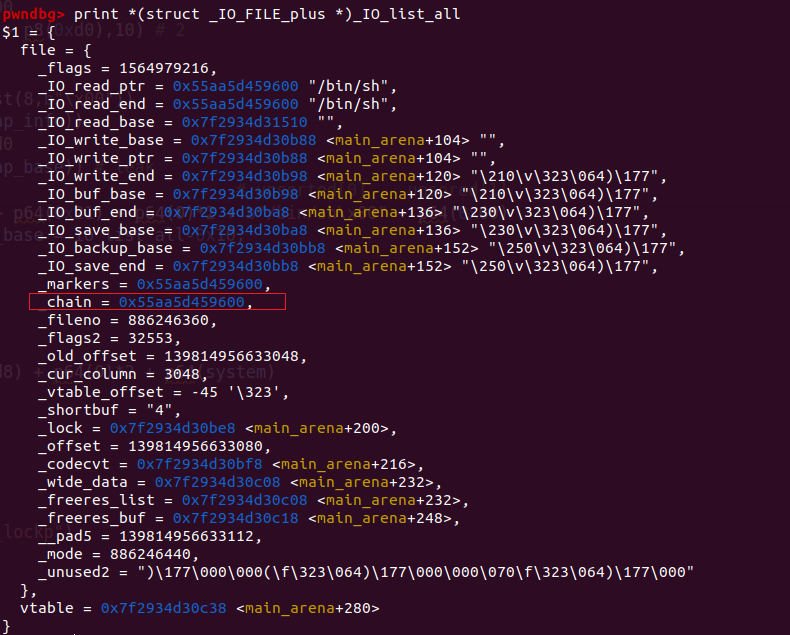 pwndbg> print *(struct _IO_FILE_plus *)_IO_list_all
$1 = {
  file = {
    _flags = 1564979216,
    _IO_read_ptr = 0x55aa5d459600 "/bin/sh",
    _IO_read_end = 0x55aa5d459600 "/bin/sh",
    _IO_read_base = 0x7f2934d31510 "",
    _IO_write_base = 0x7f2934d30b88 <main_arena+104> "",
    _IO_write_ptr = 0x7f2934d30b88 <main_arena+104> "",
    _IO_write_end = 0x7f2934d30b98 <main_arena+120> "\210\v\323\064)\177",
    _IO_buf_base = 0x7f2934d30b98 <main_arena+120> "\210\v\323\064)\177",
    _IO_buf_end = 0x7f2934d30ba8 <main_arena+136> "\230\v\323\064)\177",
    _IO_save_base = 0x7f2934d30ba8 <main_arena+136> "\230\v\323\064)\177",
    _IO_backup_base = 0x7f2934d30bb8 <main_arena+152> "\250\v\323\064)\177",
    _IO_save_end = 0x7f2934d30bb8 <main_arena+152> "\250\v\323\064)\177",
    _markers = 0x55aa5d459600,
    _chain = 0x55aa5d459600,
    _fileno = 886246360,
    _flags2 = 32553,
    _old_offset = 139814956633048,
    _cur_column = 3048,
    _vtable_offset = -45 '\323',
    _shortbuf = "4",
    _lock = 0x7f2934d30be8 <main_arena+200>,
    _offset = 139814956633080,
    _codecvt = 0x7f2934d30bf8 <main_arena+216>,
    _wide_data = 0x7f2934d30c08 <main_arena+232>,
    _freeres_list = 0x7f2934d30c08 <main_arena+232>,
    _freeres_buf = 0x7f2934d30c18 <main_arena+248>,
    __pad5 = 139814956633112,
    _mode = 886246440,
    _unused2 = ")\177\000\000(\f\323\064)\177\000\000\070\f\323\064)\177\000"
  },
  vtable = 0x7f2934d30c38 <main_arena+280>
}